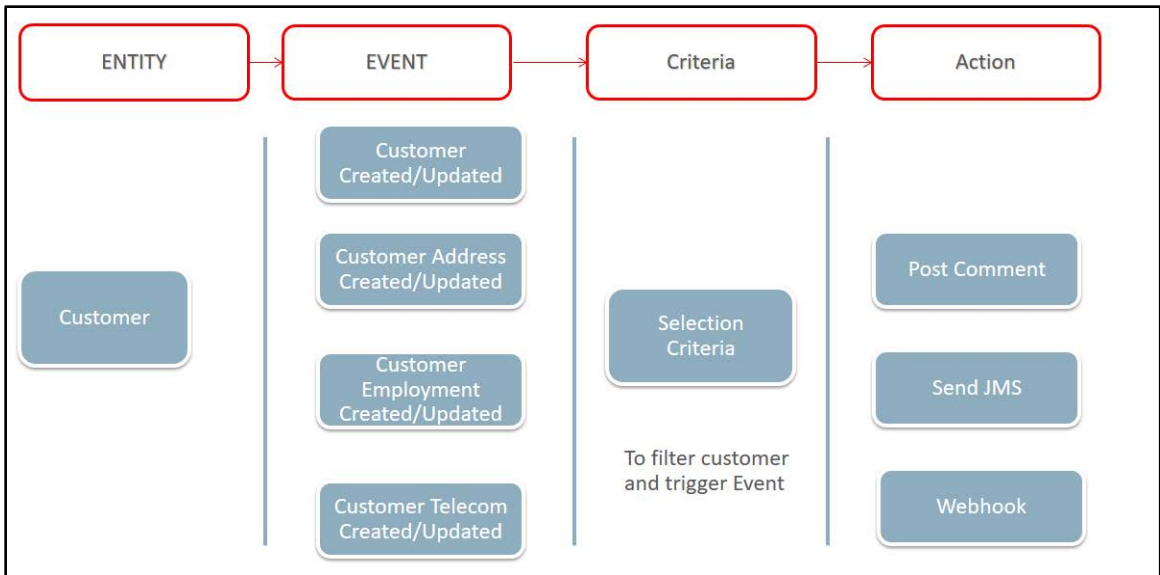 ENTITY
EVENT
Criteria
Action
Customer
Customer
Created/Updated
Customer Address
Created/Updated
Customer
Employment
Created/Updated
Customer Telecom
Created/Updated
Selection
Criteria
To filter customer
and trigger Event
Post Comment
Send JMS
Webhook